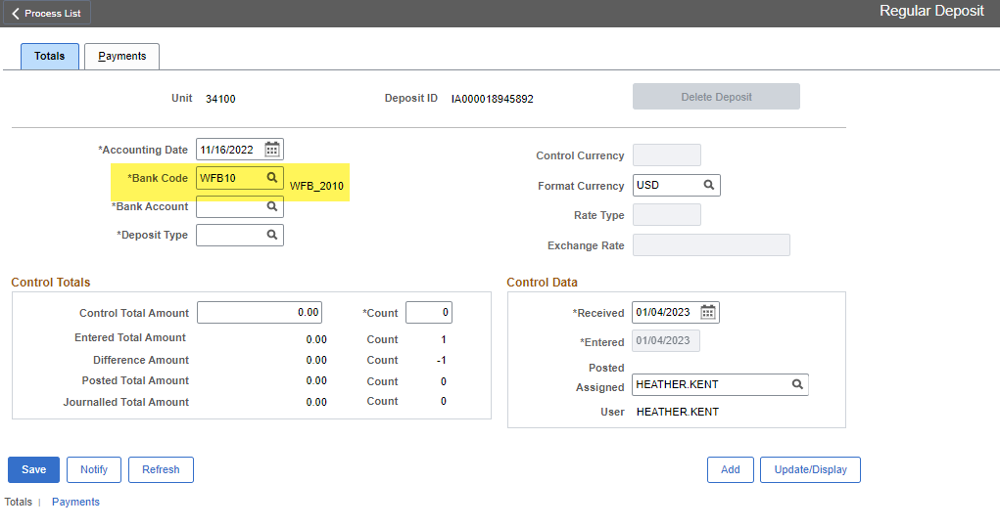 Process List
Regular Deposit
Totals
Payments
Unit 34100 Deposit ID IA000018945892 Delete Deposit
*Accounting Date 11/16/2022
Control Currency
*Bank Code WFB10 WFB_2010
Format Currency USD
*Bank Account
Rate Type
*Deposit Type
Exchange Rate
Control Totals
Control Total Amount 0.00 *Count 0
Entered Total Amount 0.00 Count 1
Difference Amount 0.00 Count -1
Posted Total Amount 0.00 Count 0
Journalled Total Amount 0.00 Count 0
Control Data
*Received 01/04/2023
*Entered 01/04/2023
Posted
Assigned HEATHER.KENT
User HEATHER.KENT
Save Notify Refresh Add Update/Display
Totals | Payments